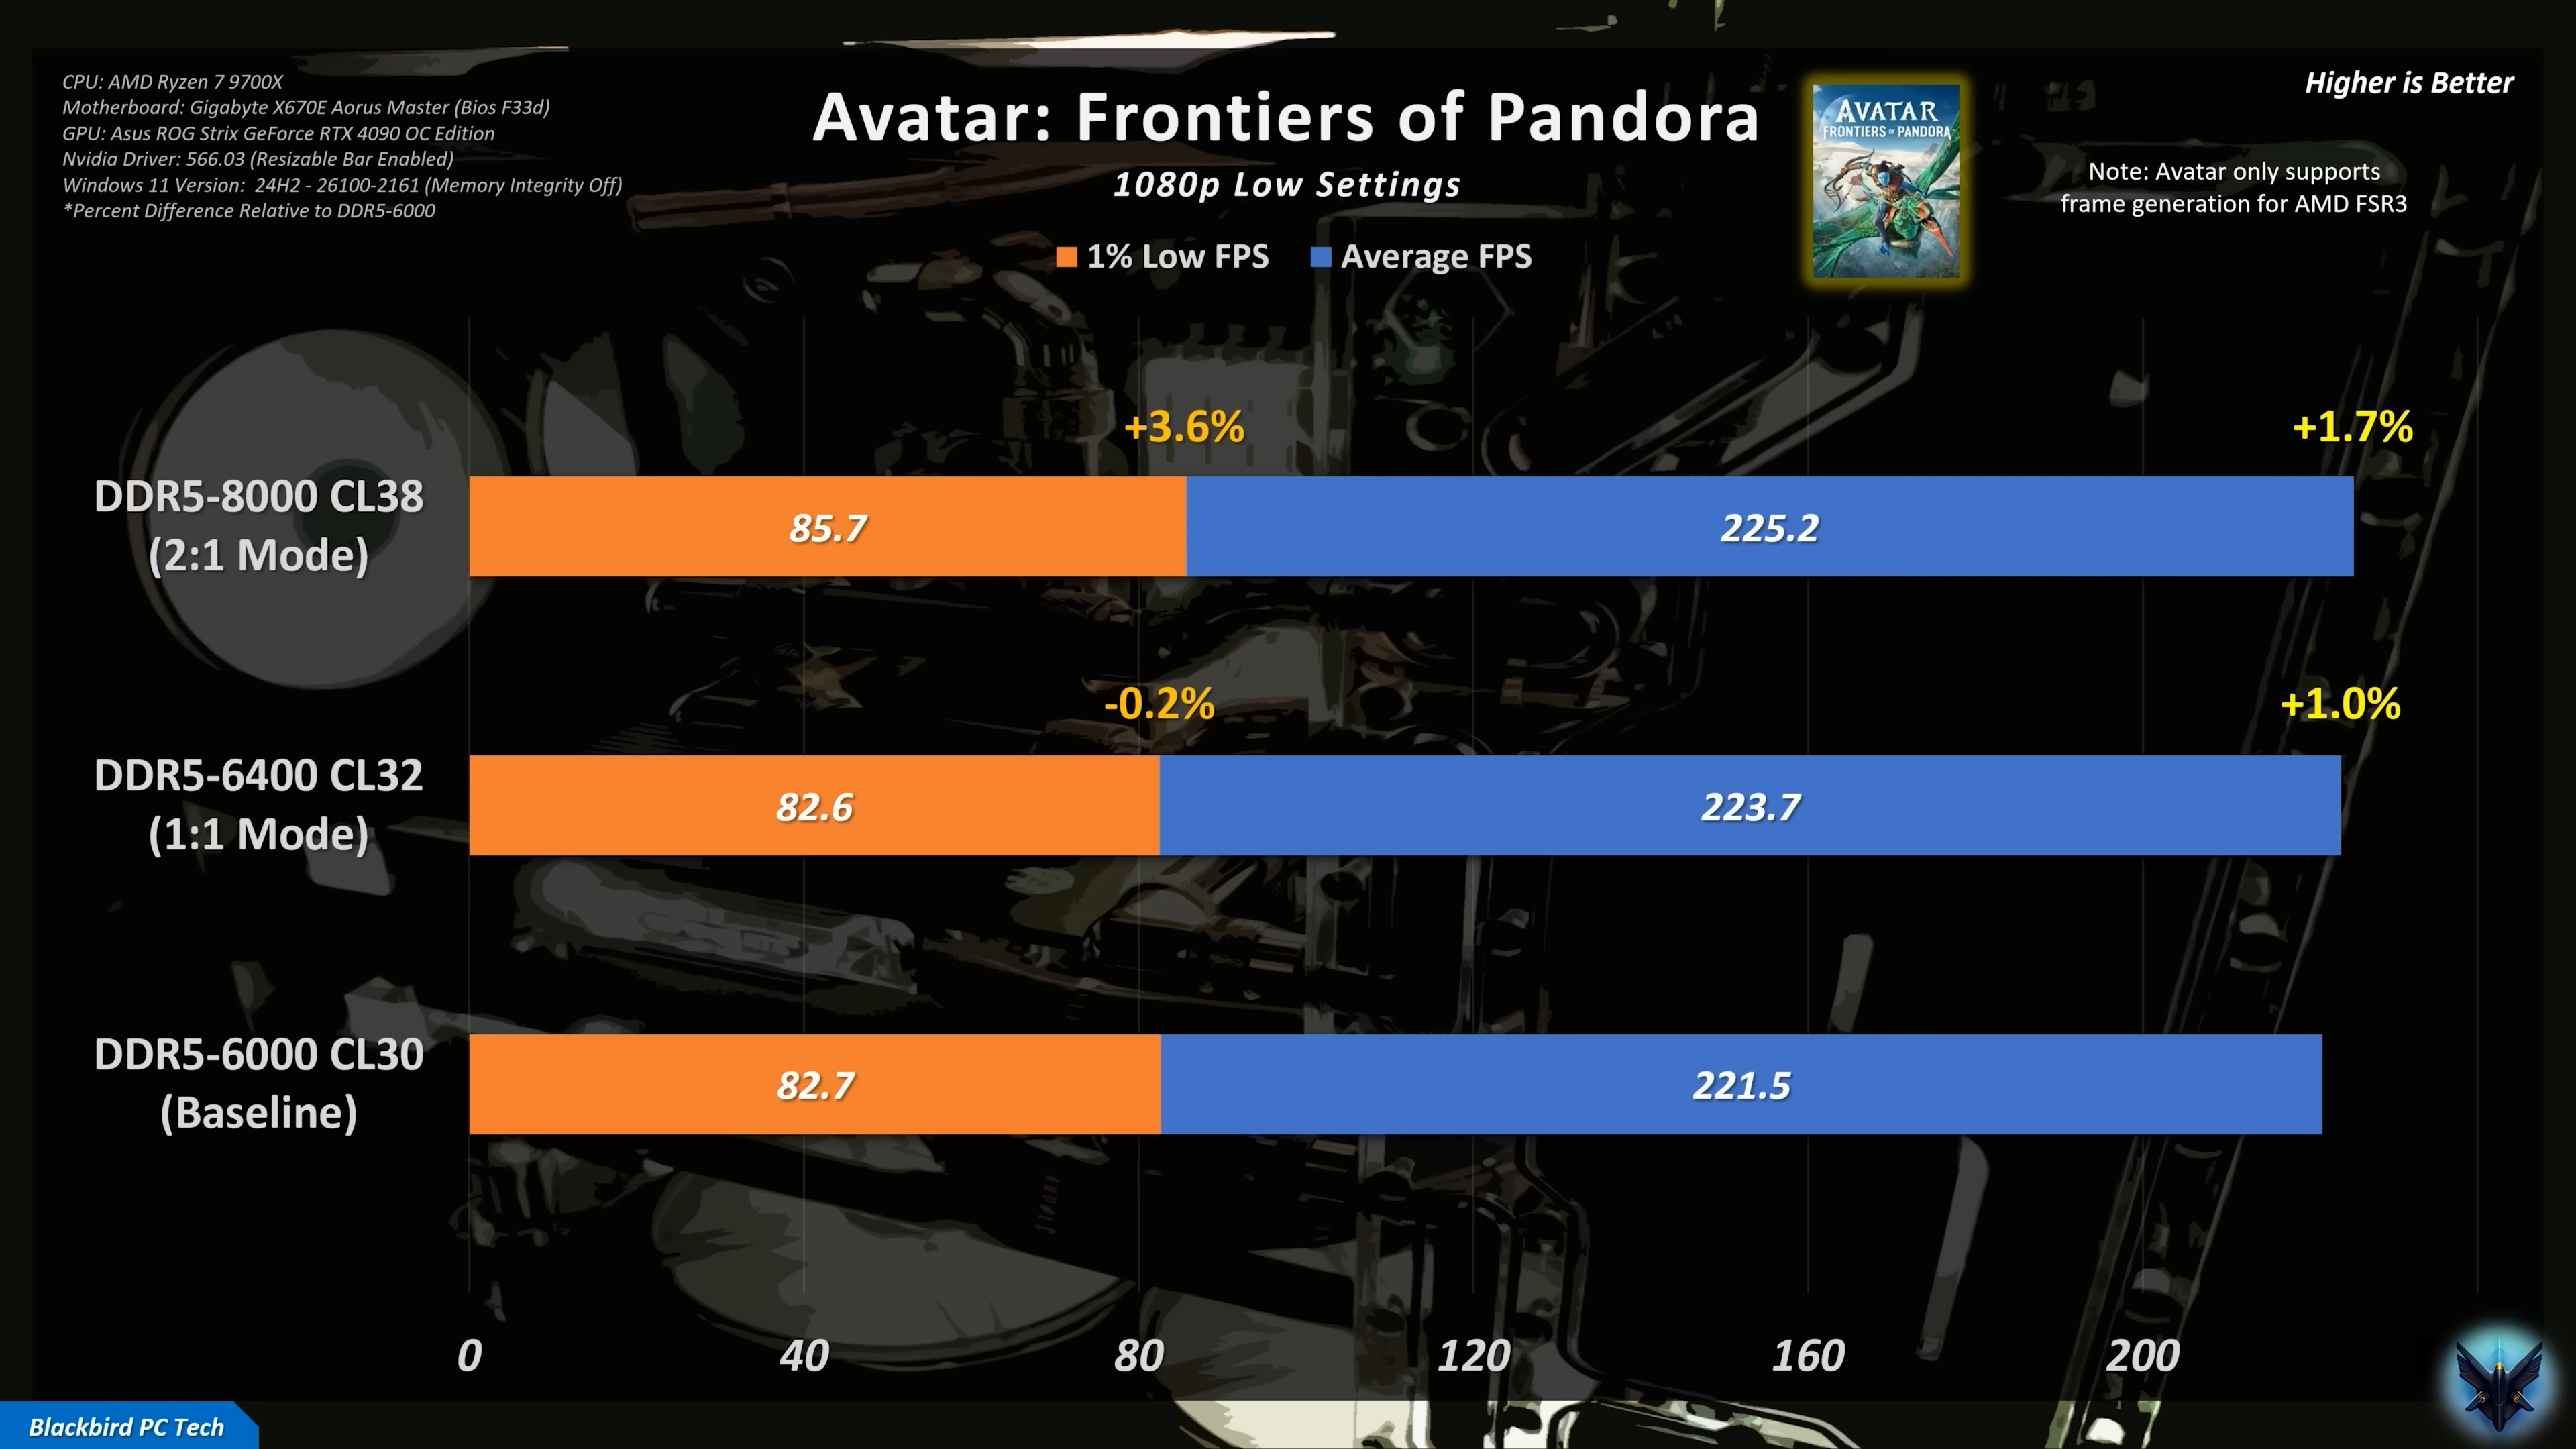 CPU: AMD Ryzen 7 9700X
Motherboard: Gigabyte X670E Aorus Master (Bios F33d)
GPU: Asus ROG Strix GeForce RTX 4090 OC Edition
Nvidia Driver: 566.03 (Resizable Bar Enabled)
Windows 11 Version: 24H2 - 26100-2161 (Memory Integrity Off)
*Percent Difference Relative to DDR5-6000
Avatar: Frontiers of Pandora
1080p Low Settings
1% Low FPS
Average FPS
AVATAR
FRONTIERS OF PANDORA
Higher is Better
Note: Avatar only supports
frame generation for AMD FSR3
+3.6%
+1.7%
DDR5-8000 CL38
(2:1 Mode)
85.7
225.2
-0.2%
+1.0%
DDR5-6400 CL32
(1:1 Mode)
82.6
223.7
DDR5-6000 CL30
(Baseline)
82.7
221.5
0 40 80 120 160 200
Blackbird PC Tech